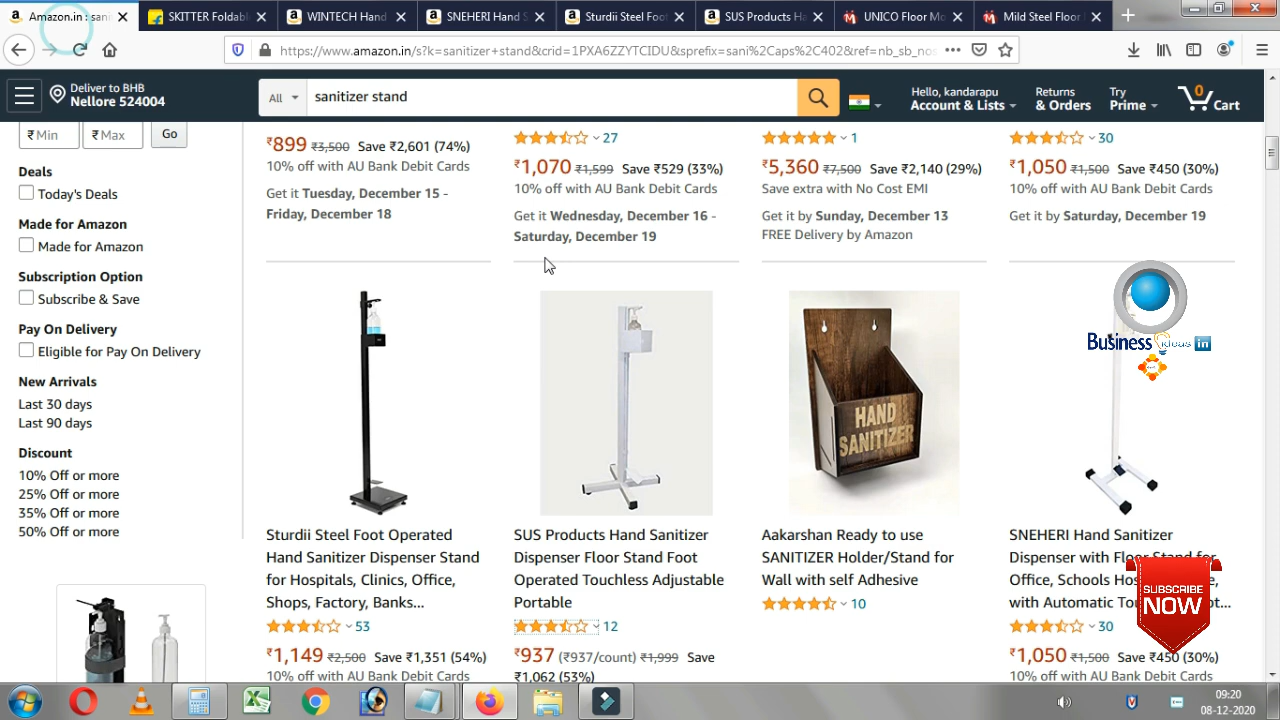 Amazon.in : san
SKITTER Foldab
WINTECH Hand
SNEHERI Hand S
Sturdii Steel Foo
SUS Products Ha
UNICO Floor Mo
Mild Steel Floor
https://www.amazon.in/s?k=sanitizer+stand&crid=1PXA6ZZYTCIDU&sprefix=sani%2Caps%2C402&ref=nb_sb_nos
Deliver to BHB
Nellore 524004
All
sanitizer stand
Hello, kandarapu
Account & Lists
Returns
& Orders
Try
Prime
0
Cart
₹ Min
₹ Max
Go
Deals
Today's Deals
Made for Amazon
Made for Amazon
Subscription Option
Subscribe & Save
Pay On Delivery
Eligible for Pay On Delivery
New Arrivals
Last 30 days
Last 90 days
Discount
10% Off or more
25% Off or more
35% Off or more
50% Off or more
₹899 ₹3,500 Save ₹2,601 (74%)
10% off with AU Bank Debit Cards
Get it Tuesday, December 15 -
Friday, December 18
27
₹1,070 ₹1,599 Save ₹529 (33%)
10% off with AU Bank Debit Cards
Get it Wednesday, December 16 -
Saturday, December 19
1
₹5,360 ₹7,500 Save ₹2,140 (29%)
Save extra with No Cost EMI
Get it by Sunday, December 13
FREE Delivery by Amazon
30
₹1,050 ₹1,500 Save ₹450 (30%)
10% off with AU Bank Debit Cards
Get it by Saturday, December 19
HAND
SANITIZER
Business ideas in
Sturdii Steel Foot Operated
Hand Sanitizer Dispenser Stand
for Hospitals, Clinics, Office,
Shops, Factory, Banks...
53
₹1,149 ₹2,500 Save ₹1,351 (54%)
10% off with AU Bank Debit Cards
SUS Products Hand Sanitizer
Dispenser Floor Stand Foot
Operated Touchless Adjustable
Portable
12
₹937 (₹937/count) ₹1,999 Save
₹1,062 (53%)
Aakarshan Ready to use
SANITIZER Holder/Stand for
Wall with self Adhesive
10
SNEHERI Hand Sanitizer
Dispenser with Floor Stand for
Office, Schools
with Automatic
30
₹1,050 ₹1,500 Save ₹450 (30%)
10% off with AU Bank Debit Cards
SUBSCRIBE
NOW
09:20
08-12-2020